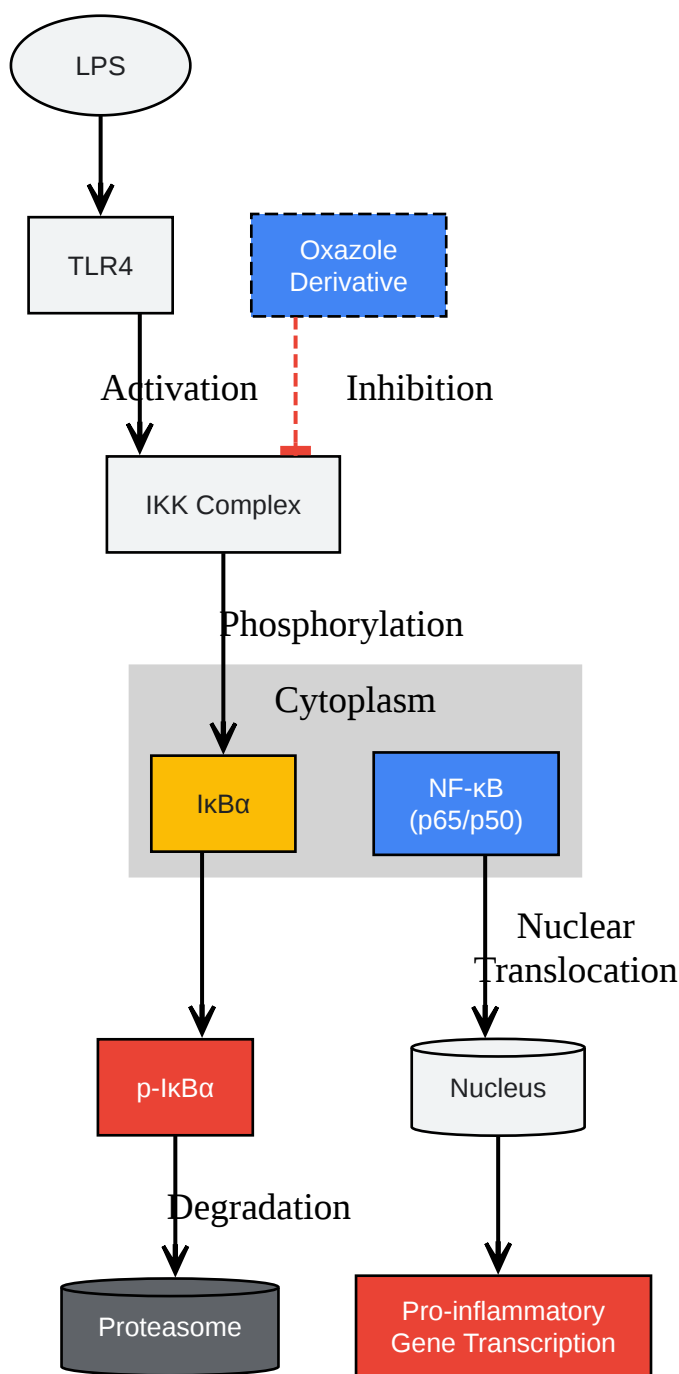 LPS
TLR4
Oxazole
Derivative
Activation
Inhibition
IKK Complex
Phosphorylation
Cytoplasm
IκBα
NF-κB
(p65/p50)
Nuclear
Translocation
p-IκBα
Nucleus
Degradation
Proteasome
Pro-inflammatory
Gene Transcription